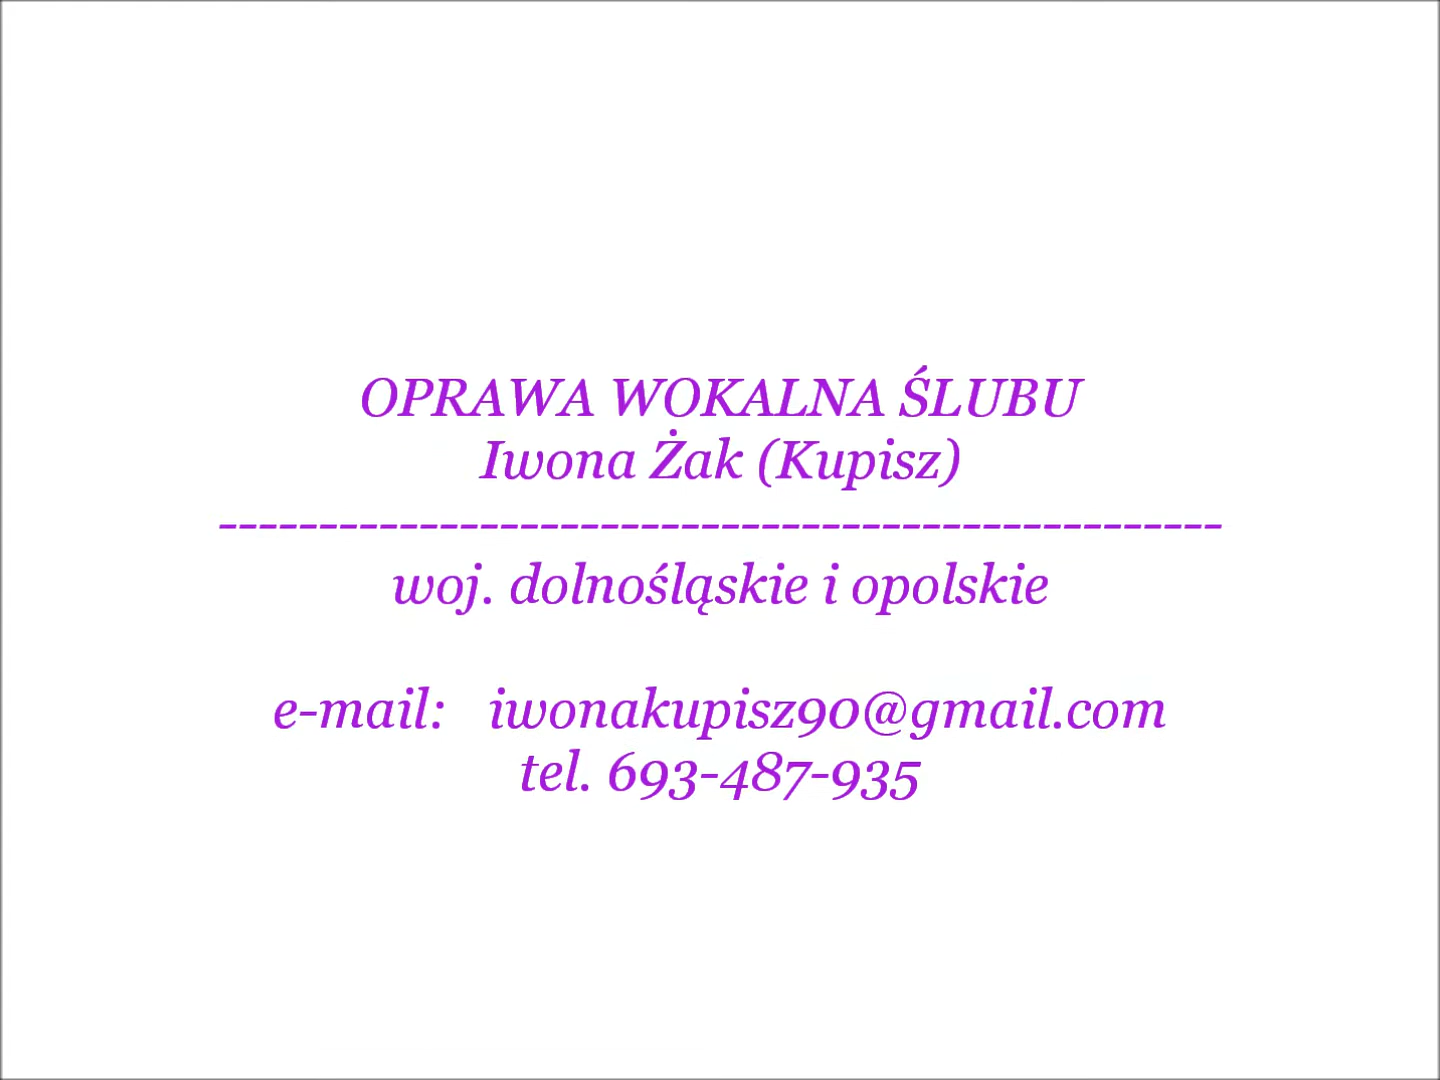 OPRAWA WOKALNA ŚLUBU
Iwona Żak (Kupisz)
--------------------------------------------------
woj. dolnośląskie i opolskie
e-mail: iwonakupisz90@gmail.com
tel. 693-487-935